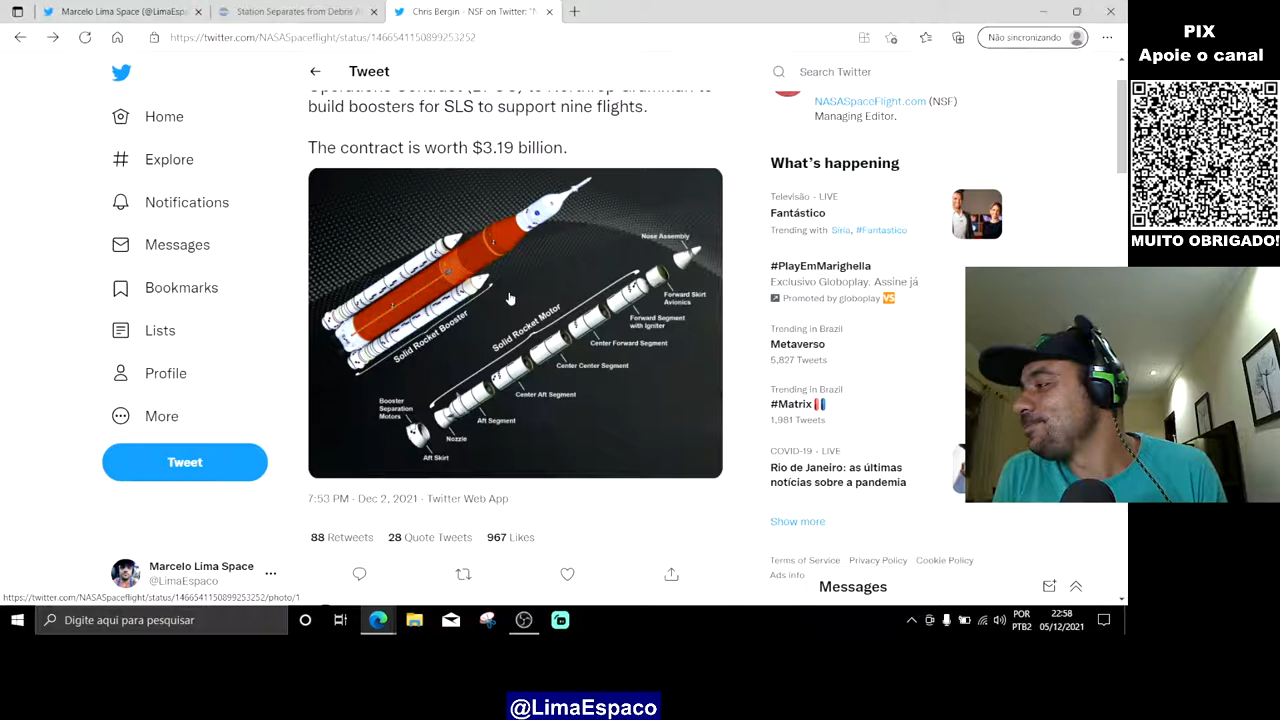 Marcelo Lima Space (@LimaEs
Station Separates from Debris A
Chris Bergin - NSF on Twitter: "N
https://twitter.com/NASASpaceflight/status/1466541150899253252
Não sincronizando
PIX
Apoie o canal
MUITO OBRIGADO!
Home
Explore
Notifications
Messages
Bookmarks
Lists
Profile
More
Tweet
Marcelo Lima Space
@LimaEspaco
Tweet
build boosters for SLS to support nine flights.
The contract is worth $3.19 billion.
Solid Rocket Booster
Solid Rocket Motor
Nose Assembly
Forward Skirt
Avionics
Forward Segment
with Igniter
Center Forward Segment
Center Center Segment
Center Aft Segment
Aft Segment
Booster
Separation
Motors
Nozzle
Aft Skirt
7:53 PM · Dec 2, 2021 · Twitter Web App
88 Retweets 28 Quote Tweets 967 Likes
Search Twitter
NASASpaceFlight.com (NSF)
Managing Editor.
What's happening
Televisão · LIVE
Fantástico
Trending with Síria, #Fantastico
#PlayEmMarighella
Exclusivo Globoplay. Assine já
Promoted by globoplay VS
Trending in Brazil
Metaverso
5,827 Tweets
Trending in Brazil
#Matrix
1,981 Tweets
COVID-19 · LIVE
Rio de Janeiro: as últimas
notícias sobre a pandemia
Show more
Terms of Service Privacy Policy Cookie Policy
Ads info
Messages
https://twitter.com/NASASpaceflight/status/1466541150899253252/photo/1
Digite aqui para pesquisar
POR
PTB2
22:58
05/12/2021
@LimaEspaco